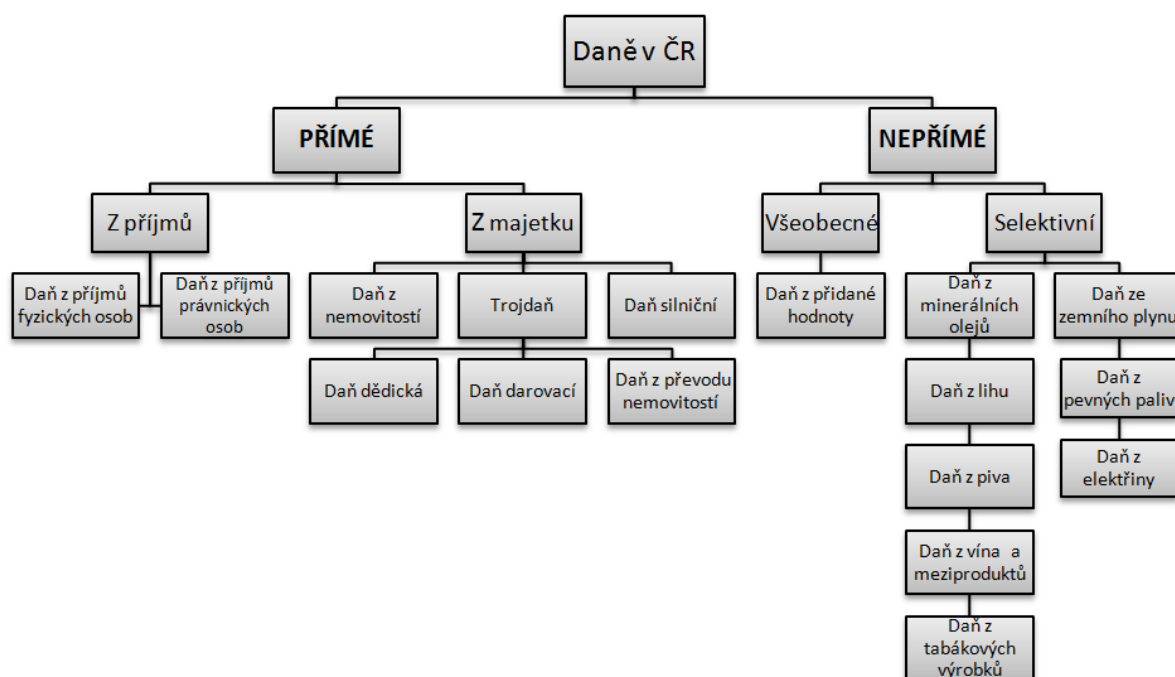 Daně v ČR
PŘÍMÉ
NEPŘÍMÉ
Z příjmů
Z majetku
Všeobecné
Selektivní
Daň z příjmů
fyzických osob
Daň z příjmů
právnických
osob
Daň z
nemovitostí
Trojdaň
Daň silniční
Daň z přidané
hodnoty
Daň z
minerálních
olejů
Daň ze
zemního plynu
Daň dědická
Daň darovací
Daň z převodu
nemovitostí
Daň z lihu
Daň z
pevných paliv
Daň z piva
Daň z
elektřiny
Daň z vína a
meziproduktů
Daň z
tabákových
výrobků